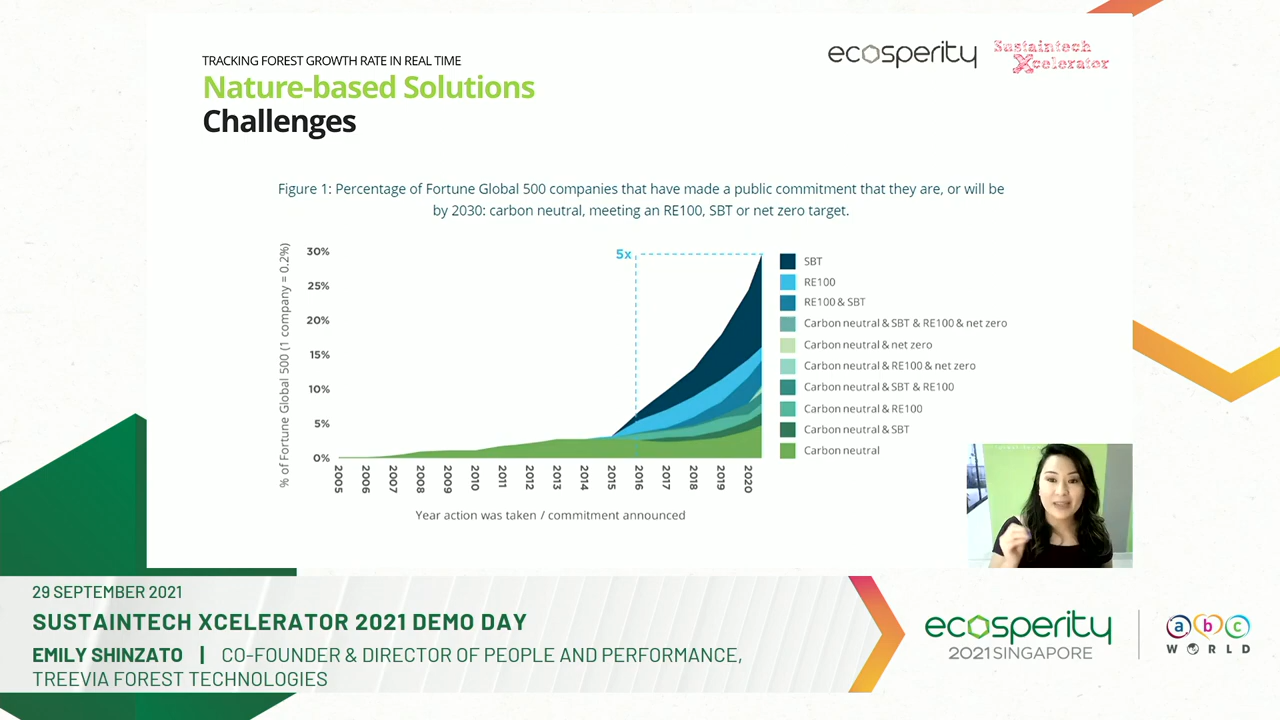 TRACKING FOREST GROWTH RATE IN REAL TIME
Nature-based Solutions
Challenges
ecosperity
Sustaintech
Xcelerator
Figure 1: Percentage of Fortune Global 500 companies that have made a public commitment that they are, or will be
by 2030: carbon neutral, meeting an RE100, SBT or net zero target.
% of Fortune Global 500 (1 company = 0.2%)
30%
25%
20%
15%
10%
5%
0%
5x
2005
2006
2007
2008
2009
2010
2011
2012
2013
2014
2015
2016
2017
2018
2019
2020
Year action was taken / commitment announced
SBT
RE100
RE100 & SBT
Carbon neutral & SBT & RE100 & net zero
Carbon neutral & net zero
Carbon neutral & RE100 & net zero
Carbon neutral & SBT & RE100
Carbon neutral & RE100
Carbon neutral & SBT
Carbon neutral
29 SEPTEMBER 2021
SUSTAINTECH XCELERATOR 2021 DEMO DAY
EMILY SHINZATO | CO-FOUNDER & DIRECTOR OF PEOPLE AND PERFORMANCE,
TREEVIA FOREST TECHNOLOGIES
ecosperity
2021 SINGAPORE
abc
WORLD